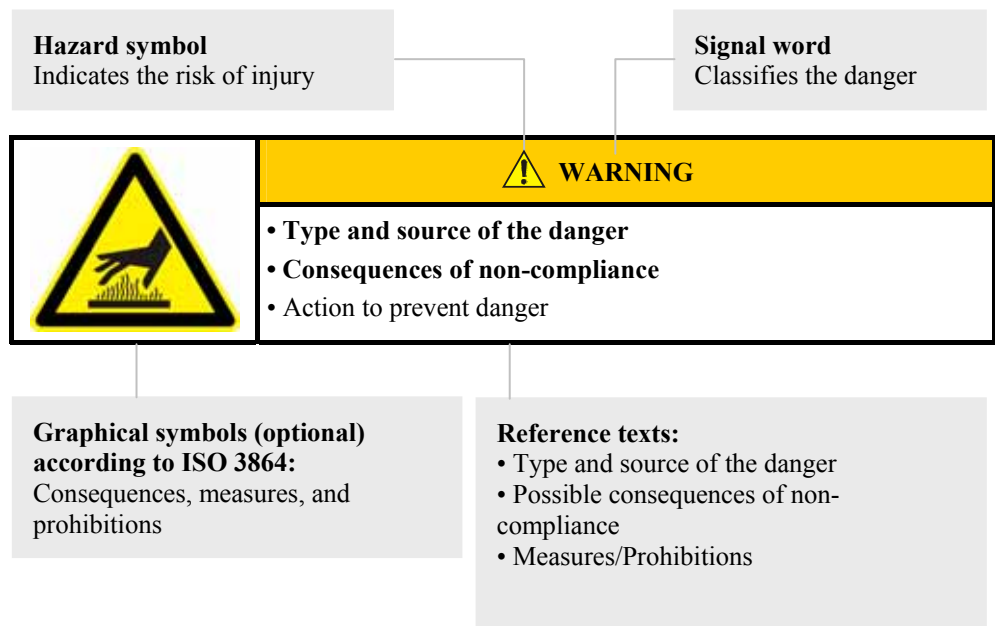 Hazard symbol
Indicates the risk of injury
Signal word
Classifies the danger
WARNING
• Type and source of the danger
• Consequences of non-compliance
• Action to prevent danger
Graphical symbols (optional)
according to ISO 3864:
Consequences, measures, and
prohibitions
Reference texts:
• Type and source of the danger
• Possible consequences of non-
compliance
• Measures/Prohibitions